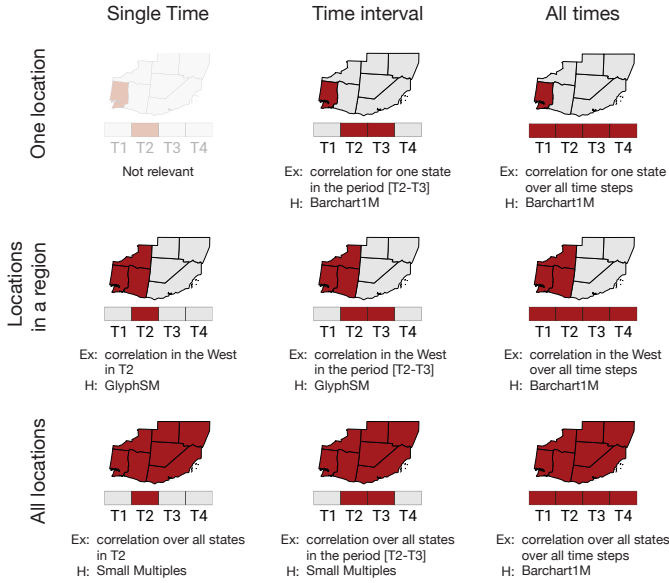 Single Time
Time interval
All times
One location
T1 T2 T3 T4
Not relevant
T1 T2 T3 T4
Ex: correlation for one state
in the period [T2-T3]
H: Barchart1M
T1 T2 T3 T4
Ex: correlation for one state
over all time steps
H: Barchart1M
Locations
in a region
T1 T2 T3 T4
Ex: correlation in the West
in T2
H: GlyphSM
T1 T2 T3 T4
Ex: correlation in the West
in the period [T2-T3]
H: GlyphSM
T1 T2 T3 T4
Ex: correlation in the West
over all time steps
H: Barchart1M
All locations
T1 T2 T3 T4
Ex: correlation over all states
in T2
H: Small Multiples
T1 T2 T3 T4
Ex: correlation over all states
in the period [T2-T3]
H: Small Multiples
T1 T2 T3 T4
Ex: correlation over all states
over all time steps
H: Barchart1M